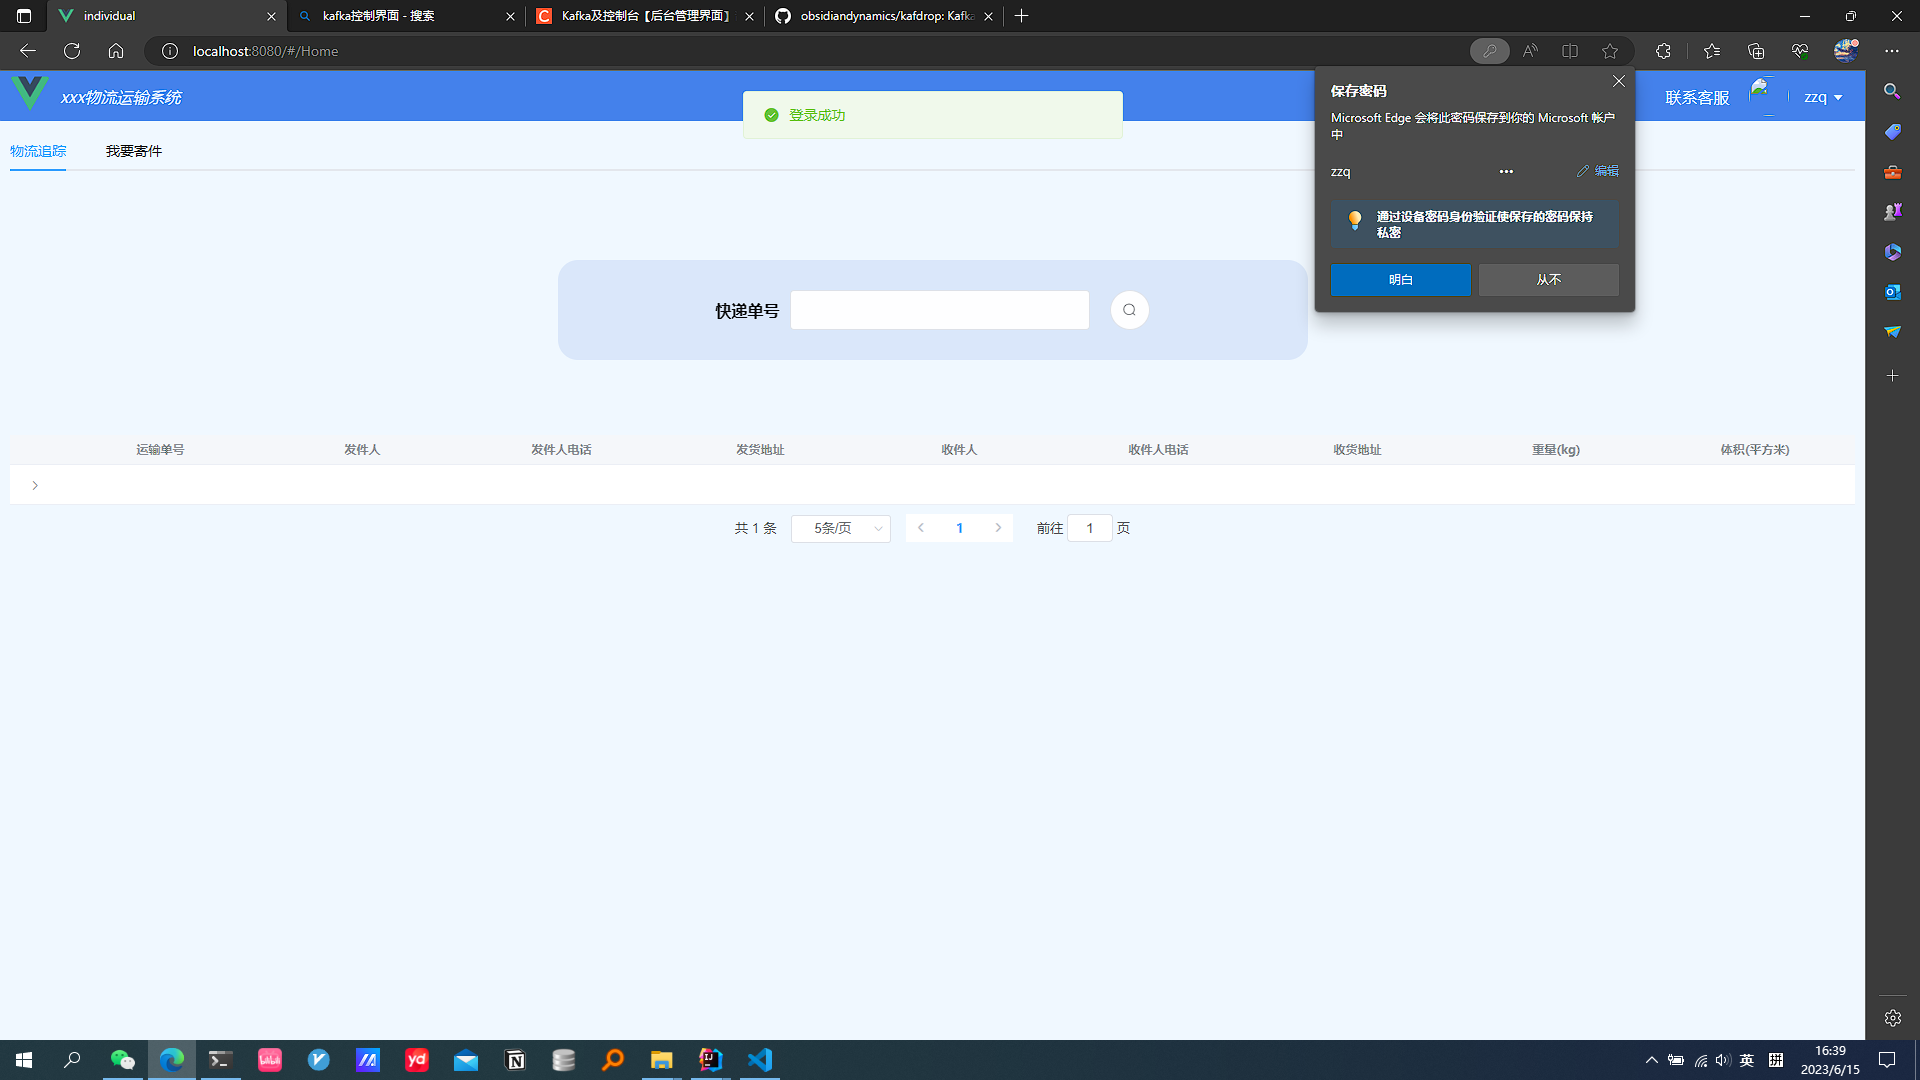 individual
kafka控制界面 - 搜索
Kafka及控制台【后台管理界面】
obsidiandynamics/kafdrop: Kafka
localhost:8080/#/Home
xxx物流运输系统
登录成功
联系客服
zzq
物流追踪
我要寄件
保存密码
Microsoft Edge 会将此密码保存到你的 Microsoft 帐户
中
zzq
•••
编辑
通过设备密码身份验证使保存的密码保持
私密
明白
从不
快递单号
运输单号
发件人
发件人电话
发货地址
收件人
收件人电话
收货地址
重量(kg)
体积(平方米)
共 1 条
5条/页
1
前往
1
页
bilibili
yd
N
IJ
英
拼
16:39
2023/6/15